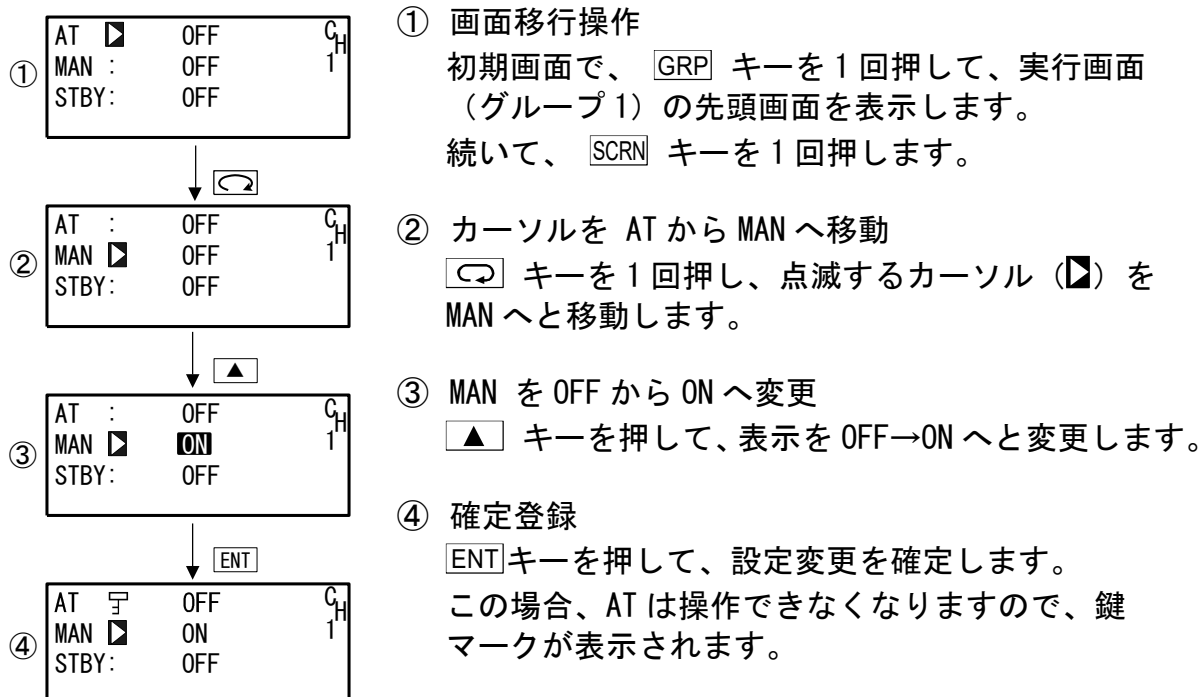 ①
AT ▶ OFF CH
MAN : OFF 1
STBY: OFF
② 
AT : OFF CH
MAN ▶ OFF 1
STBY: OFF
▲
③
AT : OFF CH
MAN ▶ ON 1
STBY: OFF
ENT
④
AT OFF CH
MAN ▶ ON 1
STBY: OFF
① 画面移行操作
初期画面で、 GRP キーを1回押して、実行画面
（グループ1）の先頭画面を表示します。
続いて、 SCRN キーを1回押します。
② カーソルを AT から MAN へ移動
キーを1回押し、点滅するカーソル（▶）を
MAN へと移動します。
③ MAN を OFF から ON へ変更
▲ キーを押して、表示を OFF→ON へと変更します。
④ 確定登録
ENT キーを押して、設定変更を確定します。
この場合、AT は操作できなくなりますので、鍵
マークが表示されます。